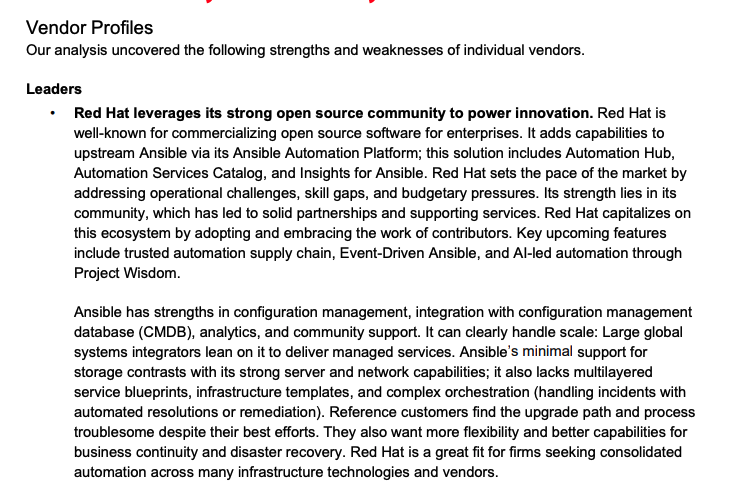 Vendor Profiles
Our analysis uncovered the following strengths and weaknesses of individual vendors.
Leaders
• Red Hat leverages its strong open source community to power innovation. Red Hat is
well-known for commercializing open source software for enterprises. It adds capabilities to
upstream Ansible via its Ansible Automation Platform; this solution includes Automation Hub,
Automation Services Catalog, and Insights for Ansible. Red Hat sets the pace of the market by
addressing operational challenges, skill gaps, and budgetary pressures. Its strength lies in its
community, which has led to solid partnerships and supporting services. Red Hat capitalizes on
this ecosystem by adopting and embracing the work of contributors. Key upcoming features
include trusted automation supply chain, Event-Driven Ansible, and AI-led automation through
Project Wisdom.
Ansible has strengths in configuration management, integration with configuration management
database (CMDB), analytics, and community support. It can clearly handle scale: Large global
systems integrators lean on it to deliver managed services. Ansible's minimal support for
storage contrasts with its strong server and network capabilities; it also lacks multilayered
service blueprints, infrastructure templates, and complex orchestration (handling incidents with
automated resolutions or remediation). Reference customers find the upgrade path and process
troublesome despite their best efforts. They also want more flexibility and better capabilities for
business continuity and disaster recovery. Red Hat is a great fit for firms seeking consolidated
automation across many infrastructure technologies and vendors.